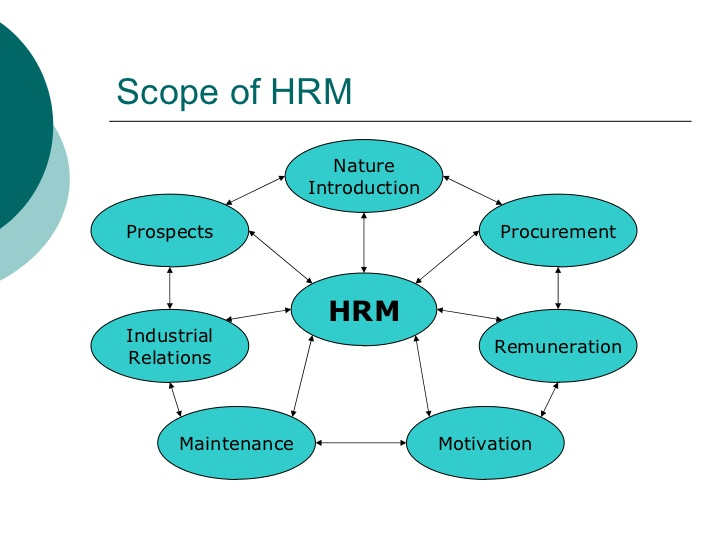 Scope of HRM
Nature
Introduction
Prospects
Procurement
HRM
Industrial
Relations
Remuneration
Maintenance
Motivation